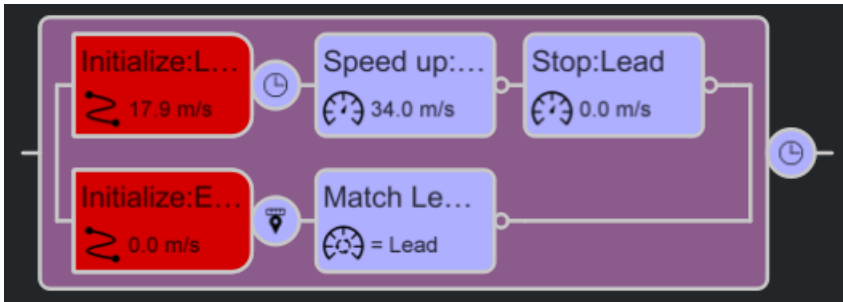 Initialize:L...
17.9 m/s
Speed up:...
34.0 m/s
Stop:Lead
0.0 m/s
Initialize:E...
0.0 m/s
Match Le...
= Lead